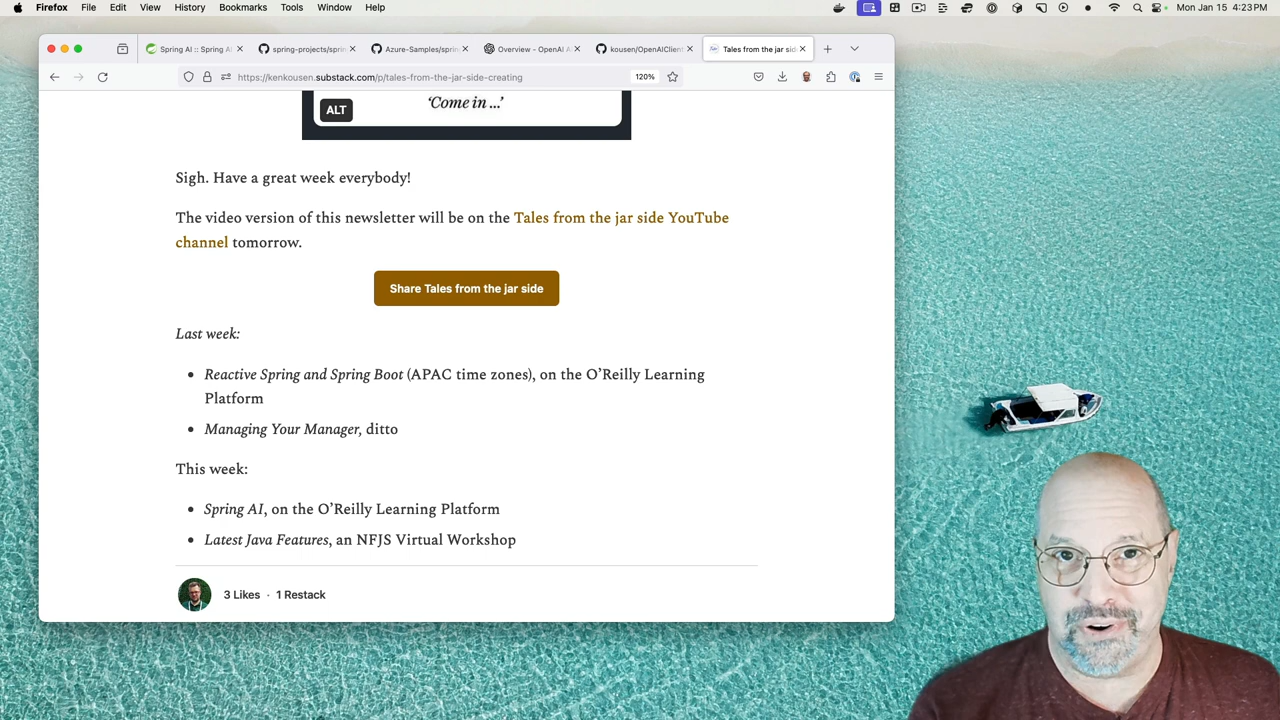 Firefox File Edit View History Bookmarks Tools Window Help Mon Jan 15 4:23 PM
Spring AI :: Spring AI spring-projects/sprin Azure-Samples/sprin Overview - OpenAI A kousen/OpenAIClient Tales from the jar sid
https://kenkousen.substack.com/p/tales-from-the-jar-side-creating 120%
‘Come in ...’
ALT
Sigh. Have a great week everybody!
The video version of this newsletter will be on the Tales from the jar side YouTube
channel tomorrow.
Share Tales from the jar side
Last week:
• Reactive Spring and Spring Boot (APAC time zones), on the O’Reilly Learning
Platform
• Managing Your Manager, ditto
This week:
• Spring AI, on the O’Reilly Learning Platform
• Latest Java Features, an NFJS Virtual Workshop
3 Likes · 1 Restack